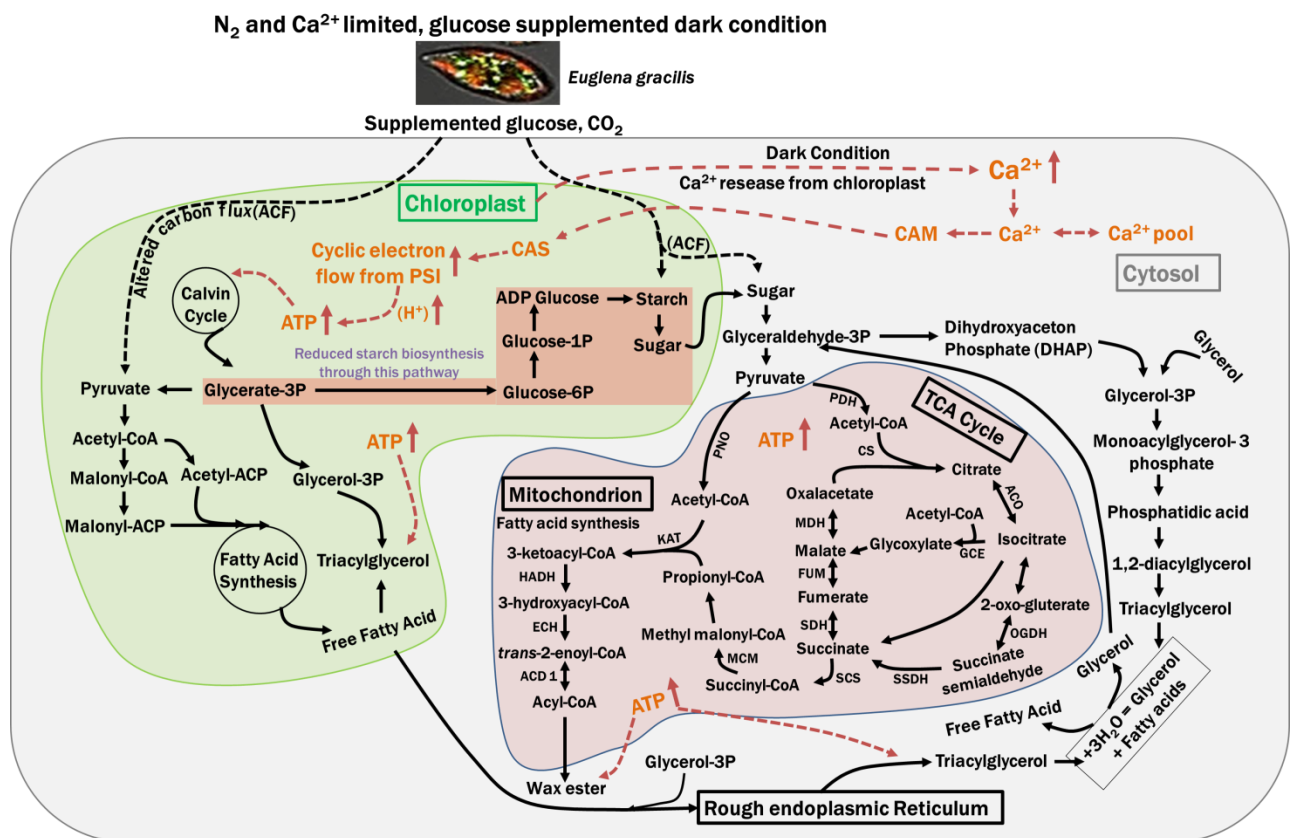 N₂ and Ca²⁺ limited, glucose supplemented dark condition
Euglena gracilis
Supplemented glucose, CO₂
Dark Condition
Ca²⁺ resease from chloroplast
Ca²⁺
Chloroplast
Altered carbon flux(ACF)
(ACF)
CAM
Ca²⁺
Ca²⁺ pool
Cytosol
Cyclic electron
flow from PSI
CAS
(H⁺)
ATP
Calvin
Cycle
Reduced starch biosynthesis
through this pathway
ADP Glucose
Starch
Glucose-1P
Sugar
Glucose-6P
Pyruvate
Glycerate-3P
Acetyl-CoA
Malonyl-CoA
Malonyl-ACP
Acetyl-ACP
Fatty Acid
Synthesis
Glycerol-3P
ATP
Triacylglycerol
Free Fatty Acid
Sugar
Glyceraldehyde-3P
Pyruvate
Dihydroxyaceton
Phosphate (DHAP)
Glycerol
Glycerol-3P
Monoacylglycerol-3
phosphate
Phosphatidic acid
1,2-diacylglycerol
Triacylglycerol
PDH
PNO
ATP
TCA Cycle
Acetyl-CoA
CS
Citrate
ACO
Oxalacetate
MDH
Acetyl-CoA
Isocitrate
Malate
Glycoxylate
GCE
FUM
Fumerate
2-oxo-gluterate
SDH
OGDH
Succinate
SSDH
Succinate
semialdehyde
SCS
Succinyl-CoA
MCM
Methyl malonyl-CoA
Propionyl-CoA
Acetyl-CoA
KAT
Mitochondrion
Fatty acid synthesis
3-ketoacyl-CoA
HADH
3-hydroxyacyl-CoA
ECH
trans-2-enoyl-CoA
ACD 1
Acyl-CoA
ATP
Wax ester
Glycerol-3P
Rough endoplasmic Reticulum
Triacylglycerol
Free Fatty Acid
Glycerol
+3H₂O = Glycerol
+ Fatty acids